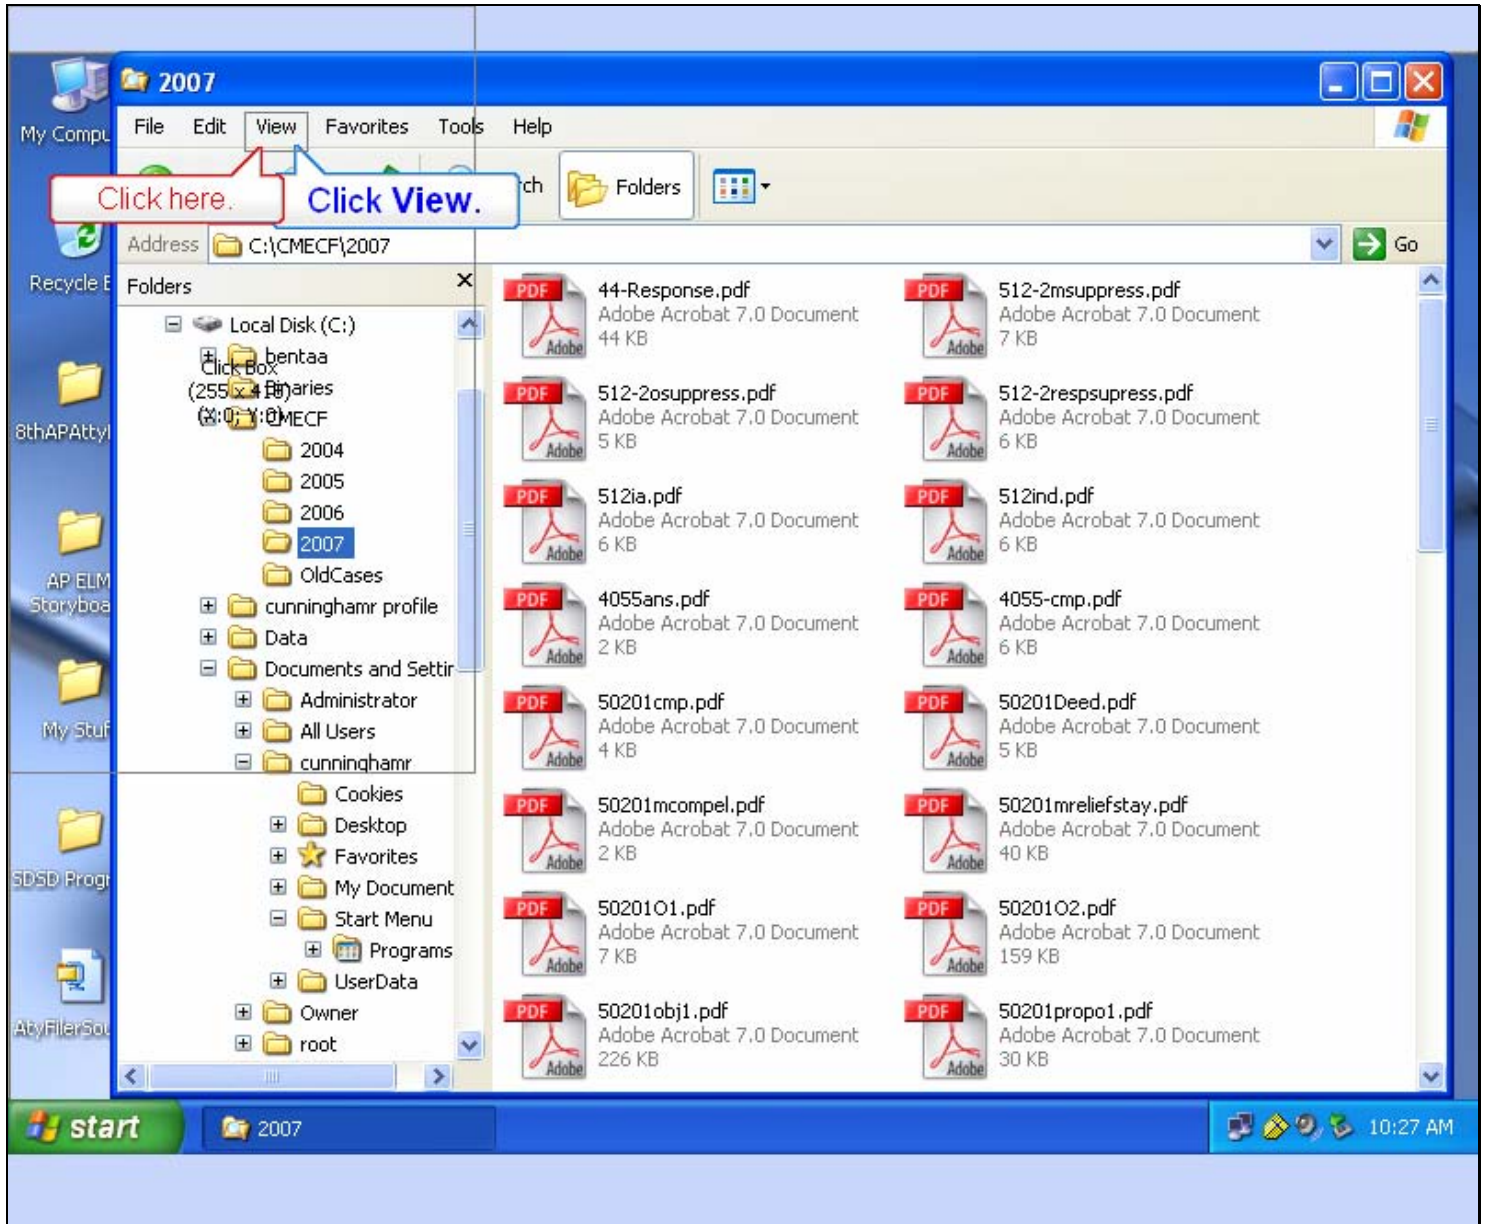 2007
File Edit View Favorites Tools Help
Click here.
Click View.
Folders
Address C:\CMECF\2007 Go
Folders
Local Disk (C:)
bentaa
Click Box
CMECF
2004
2005
2006
2007
OldCases
cunninghamr profile
Data
Documents and Settin
Administrator
All Users
cunninghamr
Cookies
Desktop
Favorites
My Document
Start Menu
Programs
UserData
Owner
root
44-Response.pdf
Adobe Acrobat 7.0 Document
44 KB
512-2msuppress.pdf
Adobe Acrobat 7.0 Document
7 KB
512-2osuppress.pdf
Adobe Acrobat 7.0 Document
5 KB
512-2respsupress.pdf
Adobe Acrobat 7.0 Document
6 KB
512ia.pdf
Adobe Acrobat 7.0 Document
6 KB
512ind.pdf
Adobe Acrobat 7.0 Document
6 KB
4055ans.pdf
Adobe Acrobat 7.0 Document
2 KB
4055-cmp.pdf
Adobe Acrobat 7.0 Document
6 KB
50201cmp.pdf
Adobe Acrobat 7.0 Document
4 KB
50201Deed.pdf
Adobe Acrobat 7.0 Document
5 KB
50201mcompel.pdf
Adobe Acrobat 7.0 Document
2 KB
50201mreliefstay.pdf
Adobe Acrobat 7.0 Document
40 KB
50201O1.pdf
Adobe Acrobat 7.0 Document
7 KB
50201O2.pdf
Adobe Acrobat 7.0 Document
159 KB
50201obj1.pdf
Adobe Acrobat 7.0 Document
226 KB
50201propo1.pdf
Adobe Acrobat 7.0 Document
30 KB
My Compu
Recycle B
8thAPAtty
AP ELM
Storyboa
My Stuf
SDSD Progr
AtyFilerSou
start 2007 10:27 AM